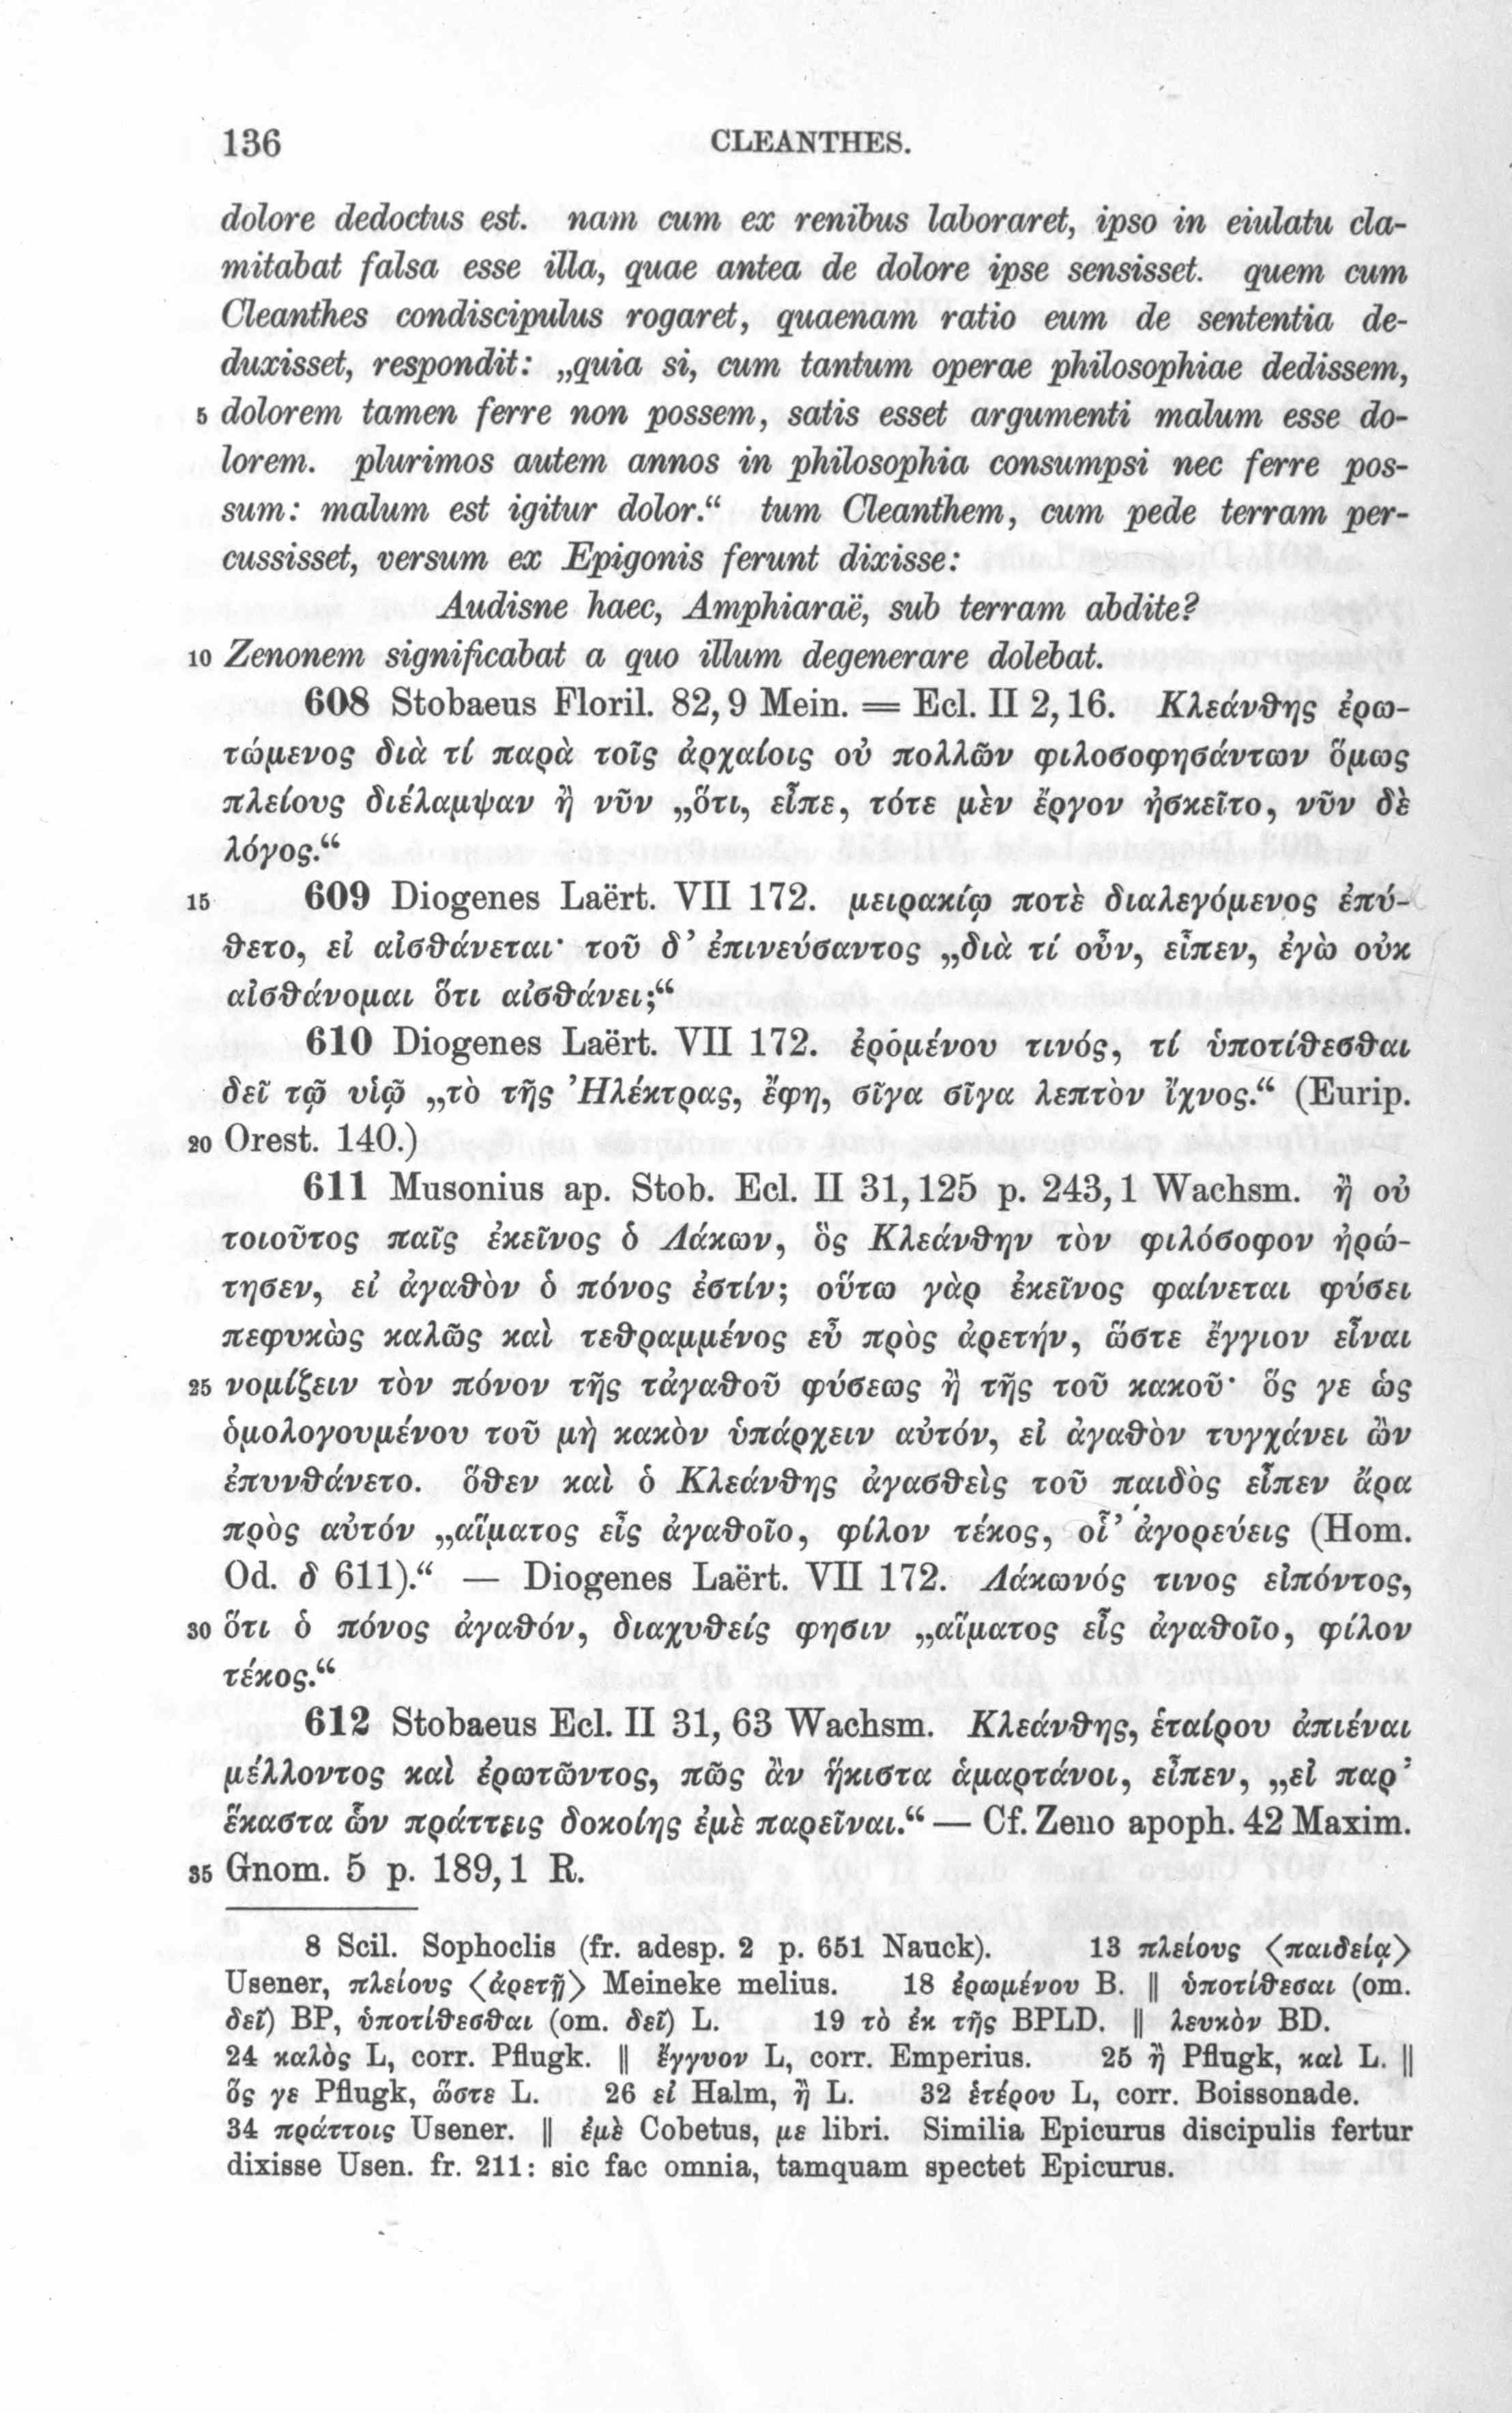 136 CLEANTHES.
dolore dedoctus est. nam cum ex renibus laboraret, ipso in eiulatu cla-
mitabat falsa esse illa, quae antea de dolore ipse sensisset. quem cum
Cleanthes condiscipulus rogaret, quaenam ratio eum de sententia de-
duxisset, respondit: „quia si, cum tantum operae philosophiae dedissem,
5 dolorem tamen ferre non possem, satis esset argumenti malum esse do-
lorem. plurimos autem annos in philosophia consumpsi nec ferre pos-
sum: malum est igitur dolor.“ tum Cleanthem, cum pede terram per-
cussisset, versum ex Epigonis ferunt dixisse:
Audisne haec, Amphiaraë, sub terram abdite?
10 Zenonem significabat a quo illum degenerare dolebat.
608 Stobaeus Floril. 82, 9 Mein. = Ecl. II 2, 16. Κλεάνθης ἐρω-
τώμενος διὰ τί παρὰ τοῖς ἀρχαίοις οὐ πολλῶν φιλοσοφησάντων ὅμως
πλείους διέλαμψαν ἢ νῦν „ὅτι, εἶπε, τότε μὲν ἔργον ἠσκεῖτο, νῦν δὲ
λόγος.“
15 609 Diogenes Laërt. VII 172. μειρακίῳ ποτὲ διαλεγόμενος ἐπύ-
θετο, εἰ αἰσθάνεται· τοῦ δ’ ἐπινεύσαντος „διὰ τί οὖν, εἶπεν, ἐγὼ οὐκ
αἰσθάνομαι ὅτι αἰσθάνει;“
610 Diogenes Laërt. VII 172. ἐρομένου τινός, τί ὑποτίθεσθαι
δεῖ τῷ υἱῷ „τὸ τῆς Ἠλέκτρας, ἔφη, σῖγα σῖγα λεπτὸν ἴχνος.“ (Eurip.
20 Orest. 140.)
611 Musonius ap. Stob. Ecl. II 31, 125 p. 243, 1 Wachsm. ἢ οὐ
τοιοῦτος παῖς ἐκεῖνος ὁ Λάκων, ὃς Κλεάνθην τὸν φιλόσοφον ἠρώ-
τησεν, εἰ ἀγαθὸν ὁ πόνος ἐστίν; οὕτω γὰρ ἐκεῖνος φαίνεται φύσει
πεφυκὼς καλῶς καὶ τεθραμμένος εὖ πρὸς ἀρετήν, ὥστε ἔγγιον εἶναι
25 νομίζειν τὸν πόνον τῆς τἀγαθοῦ φύσεως ἢ τῆς τοῦ κακοῦ· ὅς γε ὡς
ὁμολογουμένου τοῦ μὴ κακὸν ὑπάρχειν αὐτόν, εἰ ἀγαθὸν τυγχάνει ὢν
ἐπυνθάνετο. ὅθεν καὶ ὁ Κλεάνθης ἀγασθεὶς τοῦ παιδὸς εἶπεν ἄρα
πρὸς αὐτόν „αἵματος εἶς ἀγαθοῖο, φίλον τέκος, οἷ’ ἀγορεύεις (Hom.
Od. δ 611).“ — Diogenes Laërt. VII 172. Λάκωνός τινος εἰπόντος,
30 ὅτι ὁ πόνος ἀγαθόν, διαχυθείς φησιν „αἵματος εἶς ἀγαθοῖο, φίλον
τέκος.“
612 Stobaeus Ecl. II 31, 63 Wachsm. Κλεάνθης, ἑταίρου ἀπιέναι
μέλλοντος καὶ ἐρωτῶντος, πῶς ἂν ἥκιστα ἁμαρτάνοι, εἶπεν, „εἰ παρ’
ἕκαστα ὧν πράττεις δοκοίης ἐμὲ παρεῖναι.“ — Cf. Zeno apoph. 42 Maxim.
35 Gnom. 5 p. 189, 1 R.
8 Scil. Sophoclis (fr. adesp. 2 p. 651 Nauck). 13 πλείους ⟨παιδείᾳ⟩
Usener, πλείους ⟨ἀρετῇ⟩ Meineke melius. 18 ἐρωμένου B. || ὑποτίθεσαι (om.
δεῖ) BP, ὑποτίθεσθαι (om. δεῖ) L. 19 τὸ ἐκ τῆς BPLD. || λευκὸν BD.
24 καλὸς L, corr. Pflugk. || ἔγγυον L, corr. Emperius. 25 ἢ Pflugk, καὶ L. ||
ὅς γε Pflugk, ὥστε L. 26 εἰ Halm, ἢ L. 32 ἑτέρου L, corr. Boissonade.
34 πράττοις Usener. || ἐμὲ Cobetus, με libri. Similia Epicurus discipulis fertur
dixisse Usen. fr. 211: sic fac omnia, tamquam spectet Epicurus.